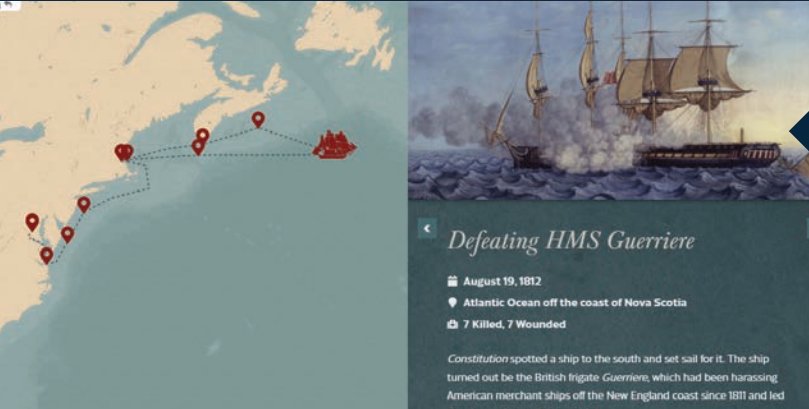 Defeating HMS Guerriere
August 19, 1812
Atlantic Ocean off the coast of Nova Scotia
7 Killed, 7 Wounded
Constitution spotted a ship to the south and set sail for it. The ship
turned out be the British frigate Guerriere, which had been harassing
American merchant ships off the New England coast since 1811 and led